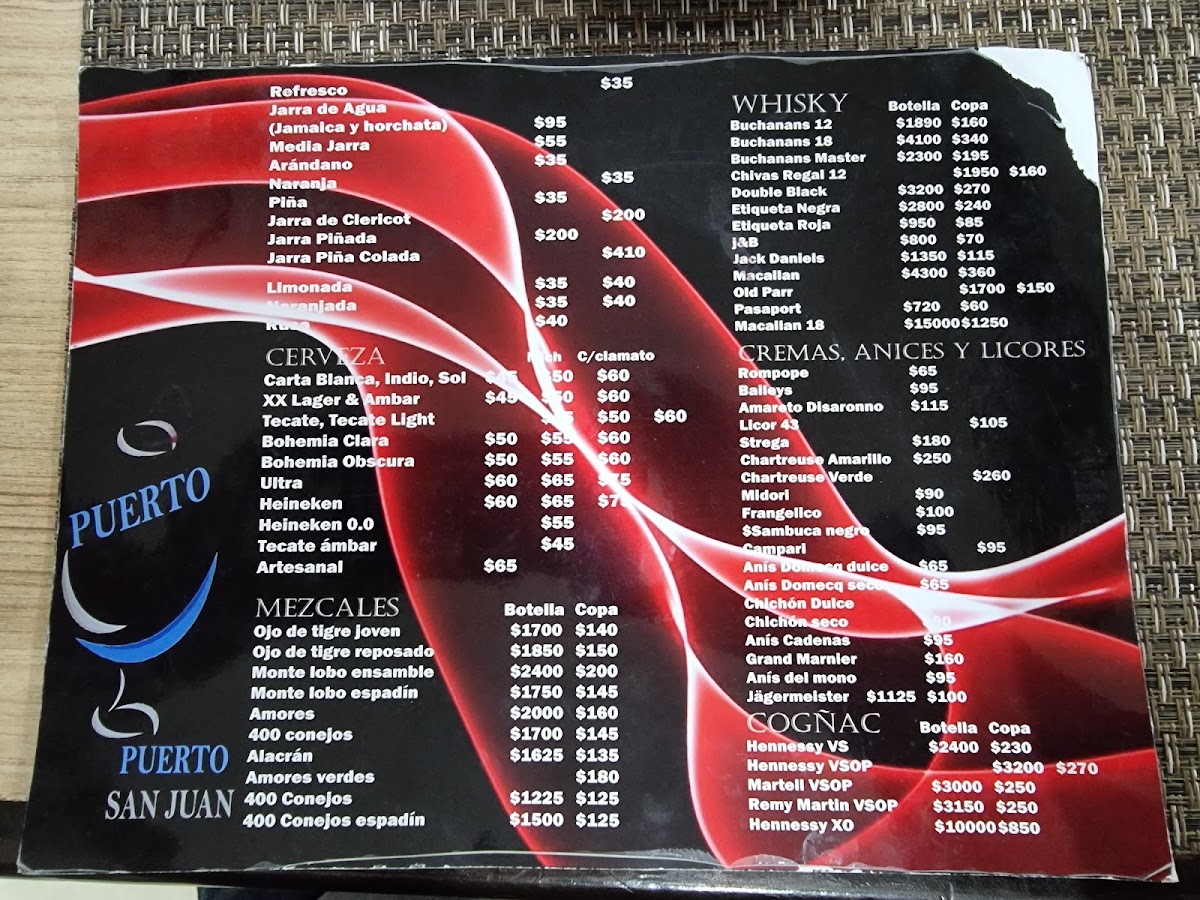 Refresco $35
Jarra de Agua
(Jamaica y horchata) $95
Media Jarra $55
Arándano $35
Naranja $35
Piña $35
Jarra de Clericot $200
Jarra Piñada $200
Jarra Piña Colada $410
Limonada $35 $40
Naranjada $35 $40
Rusa $40
CERVEZA Mich C/clamato
Carta Blanca, Indio, Sol $45 $50 $60
XX Lager & Ambar $45 $50 $60
Tecate, Tecate Light $50 $60
Bohemia Clara $50 $55 $60
Bohemia Obscura $50 $55 $60
Ultra $60 $65 $75
Heineken $60 $65 $75
Heineken 0.0 $55
Tecate ámbar $45
Artesanal $65
MEZCALES Botella Copa
Ojo de tigre joven $1700 $140
Ojo de tigre reposado $1850 $150
Monte lobo ensamble $2400 $200
Monte lobo espadín $1750 $145
Amores $2000 $160
400 conejos $1700 $145
Alacrán $1625 $135
Amores verdes $180
400 Conejos $1225 $125
400 Conejos espadín $1500 $125
PUERTO
PUERTO
SAN JUAN
WHISKY Botella Copa
Buchanans 12 $1890 $160
Buchanans 18 $4100 $340
Buchanans Master $2300 $195
Chivas Regal 12 $1950 $160
Double Black $3200 $270
Etiqueta Negra $2800 $240
Etiqueta Roja $950 $85
j&B $800 $70
Jack Daniels $1350 $115
Macallan $4300 $360
Old Parr $1700 $150
Pasaport $720 $60
Macallan 18 $15000 $1250
CREMAS, ANICES Y LICORES
Rompope $65
Baileys $95
Amareto Disaronno $115
Licor 43 $105
Strega $180
Chartreuse Amarillo $250
Chartreuse Verde $260
Midori $90
Frangelico $100
$Sambuca negra $95
Campari $95
Anís Domecq dulce $65
Anís Domecq seco $65
Chichón Dulce
Chichón seco
Anís Cadenas $95
Grand Marnier $160
Anís del mono $95
Jägermeister $1125 $100
COGÑAC Botella Copa
Hennessy VS $2400 $230
Hennessy VSOP $3200 $270
Martell VSOP $3000 $250
Remy Martin VSOP $3150 $250
Hennessy XO $10000 $850